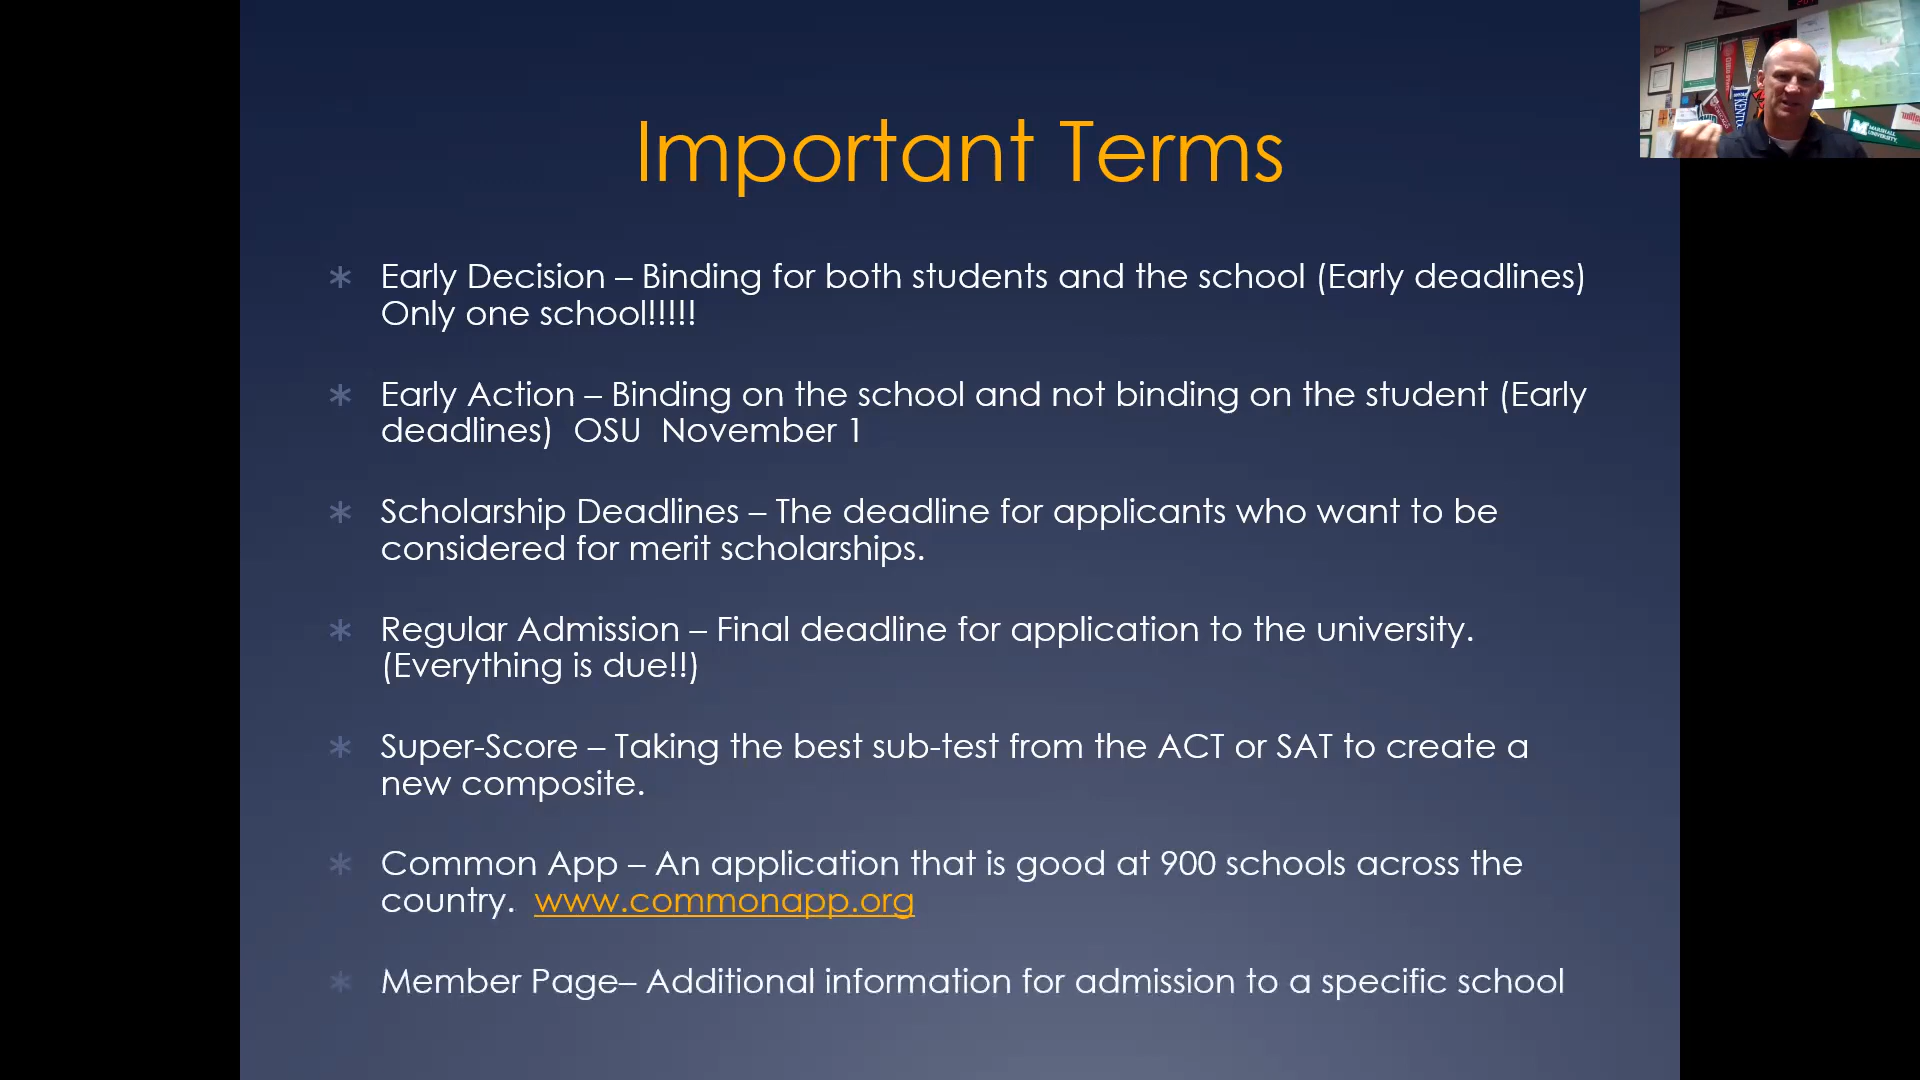 Important Terms
Early Decision – Binding for both students and the school (Early deadlines)
Only one school!!!!!
Early Action – Binding on the school and not binding on the student (Early
deadlines)  OSU  November 1
Scholarship Deadlines – The deadline for applicants who want to be
considered for merit scholarships.
Regular Admission – Final deadline for application to the university.
(Everything is due!!)
Super-Score – Taking the best sub-test from the ACT or SAT to create a
new composite.
Common App – An application that is good at 900 schools across the
country.  www.commonapp.org
Member Page– Additional information for admission to a specific school
MARSHALL
UNIVERSITY